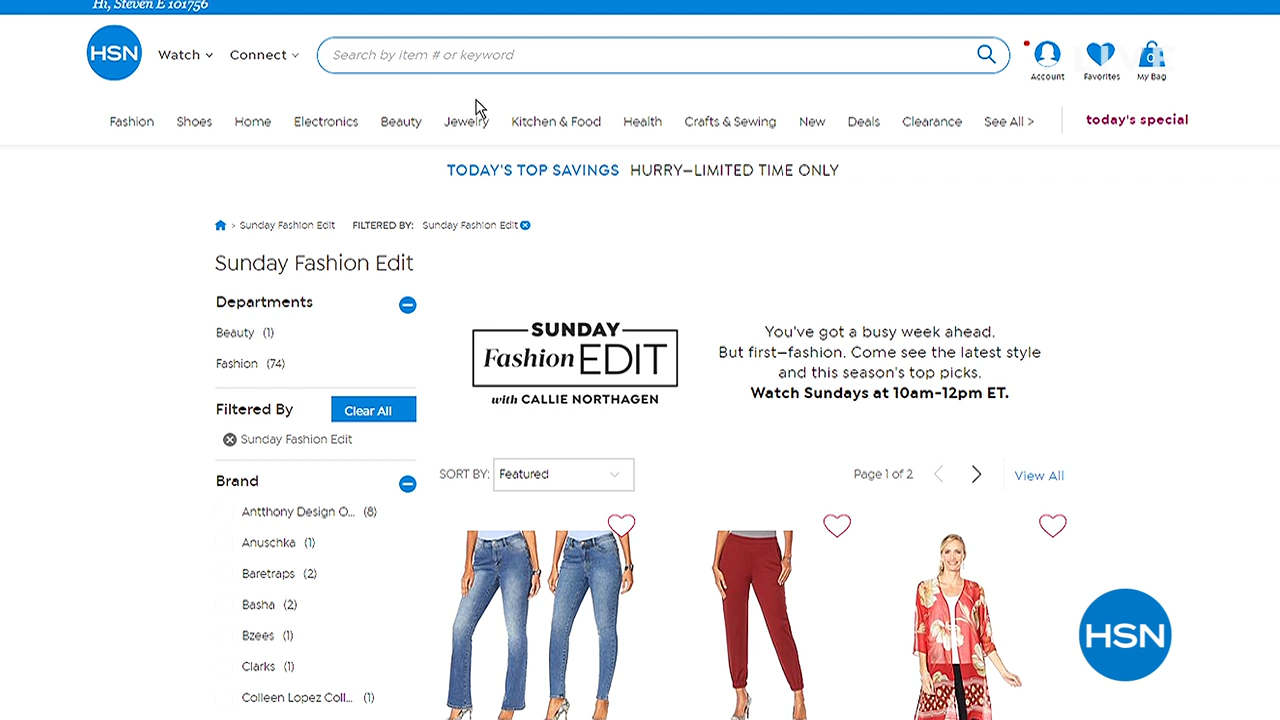 Hi, Steven E 101756
HSN
Watch
Connect
Search by item # or keyword
Account
Favorites
0
My Bag
LIVE
Fashion Shoes Home Electronics Beauty Jewelry Kitchen & Food Health Crafts & Sewing New Deals Clearance See All > today's special
TODAY'S TOP SAVINGS HURRY—LIMITED TIME ONLY
> Sunday Fashion Edit FILTERED BY: Sunday Fashion Edit
Sunday Fashion Edit
Departments
Beauty (1)
Fashion (74)
Filtered By Clear All
Sunday Fashion Edit
Brand
Antthony Design O... (8)
Anuschka (1)
Baretraps (2)
Basha (2)
Bzees (1)
Clarks (1)
Colleen Lopez Coll... (1)
SUNDAY
Fashion EDIT
with CALLIE NORTHAGEN
You've got a busy week ahead.
But first—fashion. Come see the latest style
and this season's top picks.
Watch Sundays at 10am-12pm ET.
SORT BY: Featured
Page 1 of 2
View All
HSN